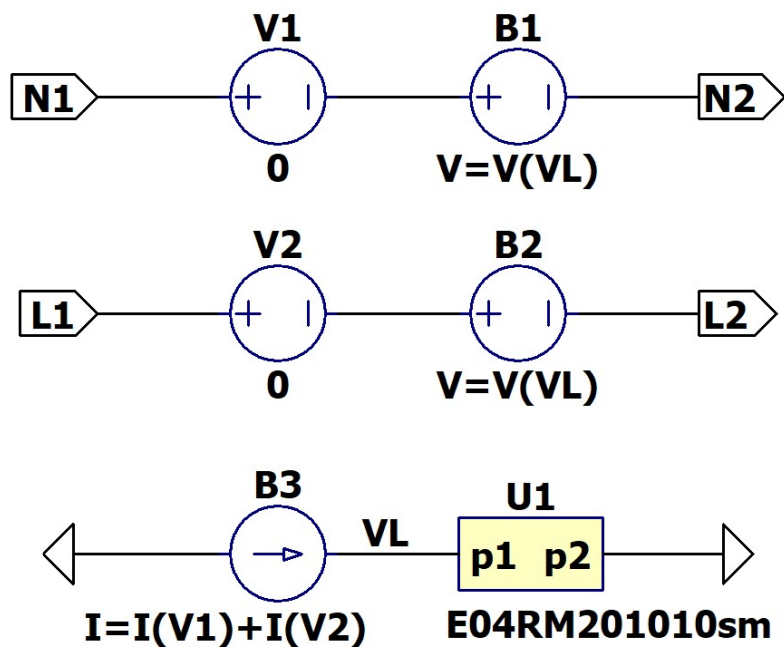 V1 B1
N1 + - + - N2
0 V=V(VL)
V2 B2
L1 + - + - L2
0 V=V(VL)
B3 VL U1
p1 p2
I=I(V1)+I(V2) E04RM201010sm